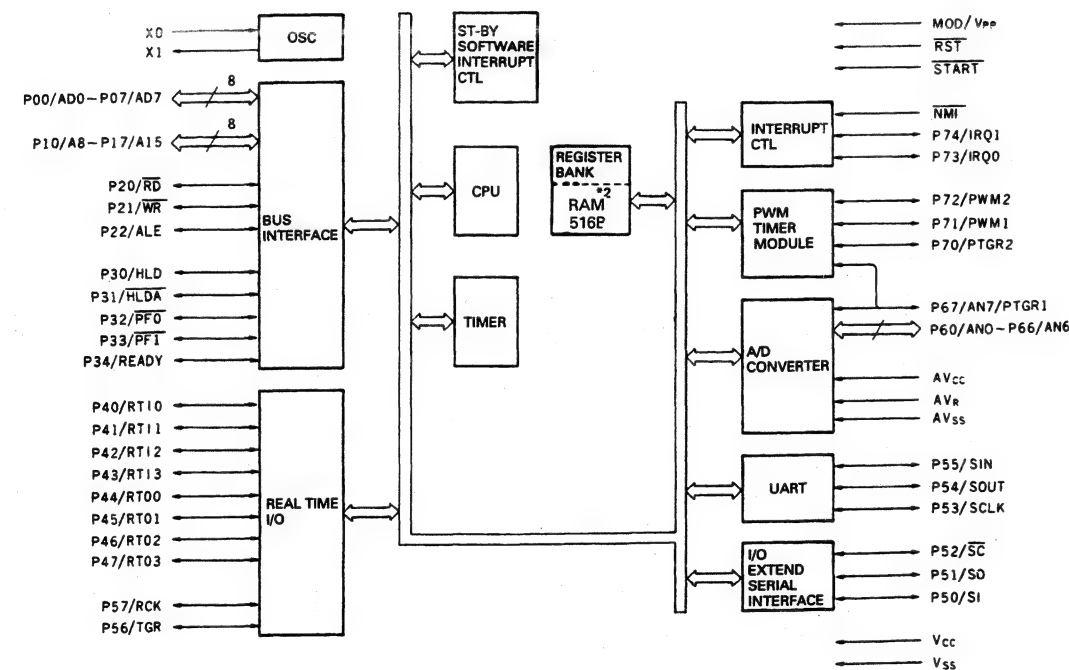 X0
X1
OSC
P00/AD0~P07/AD7
8
P10/A8~P17/A15
8
P20/RD
P21/WR
P22/ALE
P30/HLD
P31/HLDA
P32/PF0
P33/PF1
P34/READY
BUS
INTERFACE
P40/RTI0
P41/RTI1
P42/RTI2
P43/RTI3
P44/RTO0
P45/RTO1
P46/RTO2
P47/RTO3
P57/RCK
P56/TGR
REAL TIME
I/O
ST-BY
SOFTWARE
INTERRUPT
CTL
CPU
TIMER
REGISTER
BANK
*2
RAM
516B
INTERRUPT
CTL
PWM
TIMER
MODULE
A/D
CONVERTER
UART
I/O
EXTEND
SERIAL
INTERFACE
MOD/VPP
RST
START
NMI
P74/IRQ1
P73/IRQ0
P72/PWM2
P71/PWM1
P70/PTGR2
P67/AN7/PTGR1
P60/AN0~P66/AN6
AVCC
AVR
AVSS
P55/SIN
P54/SOUT
P53/SCLK
P52/SC
P51/SO
P50/SI
VCC
VSS